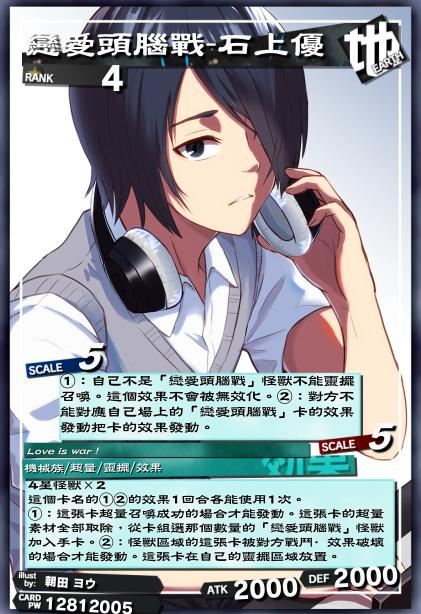 戀愛頭腦戰-石上優
地
EARTH
RANK 4
SCALE 5
①：自己不是「戀愛頭腦戰」怪獸不能靈擺
召喚。這個效果不會被無效化。②：對方不
能對應自己場上的「戀愛頭腦戰」卡的效果
發動把卡的效果發動。
SCALE 5
Love is war !
機械族/超量/靈擺/效果
4星怪獸×2
這個卡名的①②的效果1回合各能使用1次。
①：這張卡超量召喚成功的場合才能發動。這張卡的超量
素材全部取除，從卡組選那個數量的「戀愛頭腦戰」怪獸
加入手卡。②：怪獸區域的這張卡被對方戰鬥·效果破壞
的場合才能發動。這張卡在自己的靈擺區域放置。
illust by: 朝田 ヨウ
ATK 2000 DEF 2000
CARD PW 12812005